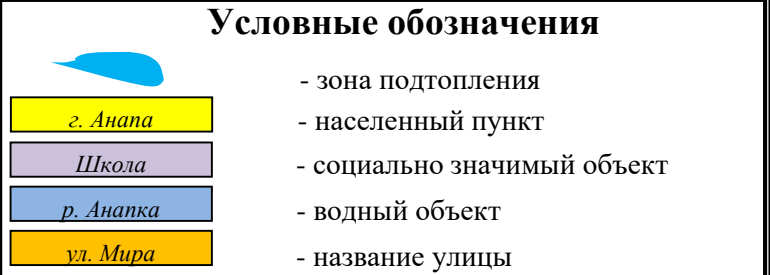 Условные обозначения
- зона подтопления
г. Анапа - населенный пункт
Школа - социально значимый объект
р. Анапка - водный объект
ул. Мира - название улицы